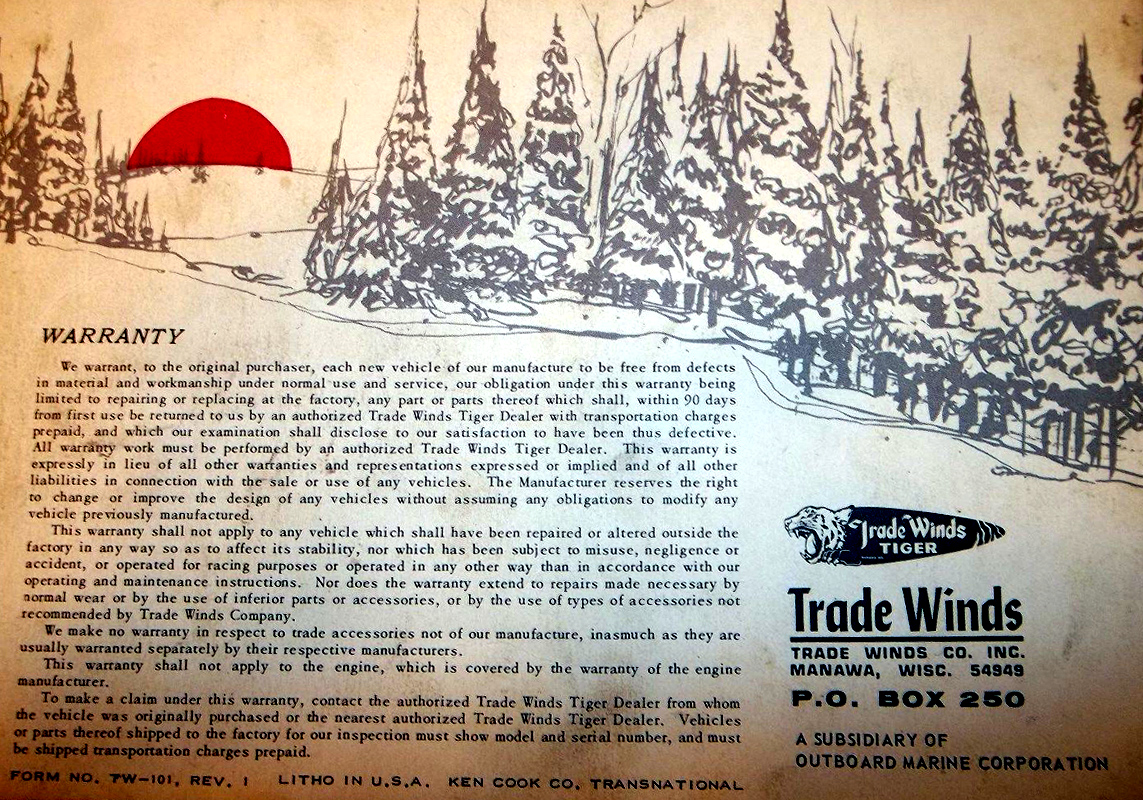 WARRANTY
We warrant, to the original purchaser, each new vehicle of our manufacture to be free from defects
in material and workmanship under normal use and service, our obligation under this warranty being
limited to repairing or replacing at the factory, any part or parts thereof which shall, within 90 days
from first use be returned to us by an authorized Trade Winds Tiger Dealer with transportation charges
prepaid, and which our examination shall disclose to our satisfaction to have been thus defective.
All warranty work must be performed by an authorized Trade Winds Tiger Dealer. This warranty is
expressly in lieu of all other warranties and representations expressed or implied and of all other
liabilities in connection with the sale or use of any vehicles. The Manufacturer reserves the right
to change or improve the design of any vehicles without assuming any obligations to modify any
vehicle previously manufactured.
This warranty shall not apply to any vehicle which shall have been repaired or altered outside the
factory in any way so as to affect its stability, nor which has been subject to misuse, negligence or
accident, or operated for racing purposes or operated in any other way than in accordance with our
operating and maintenance instructions. Nor does the warranty extend to repairs made necessary by
normal wear or by the use of inferior parts or accessories, or by the use of types of accessories not
recommended by Trade Winds Company.
We make no warranty in respect to trade accessories not of our manufacture, inasmuch as they are
usually warranted separately by their respective manufacturers.
This warranty shall not apply to the engine, which is covered by the warranty of the engine
manufacturer.
To make a claim under this warranty, contact the authorized Trade Winds Tiger Dealer from whom
the vehicle was originally purchased or the nearest authorized Trade Winds Tiger Dealer. Vehicles
or parts thereof shipped to the factory for our inspection must show model and serial number, and must
be shipped transportation charges prepaid.
FORM NO. TW-101, REV. 1 LITHO IN U.S.A. KEN COOK CO, TRANSNATIONAL
Trade Winds
TIGER
Trade Winds
TRADE WINDS CO. INC.
MANAWA, WISC. 54949
P.O. BOX 250
A SUBSIDIARY OF
OUTBOARD MARINE CORPORATION